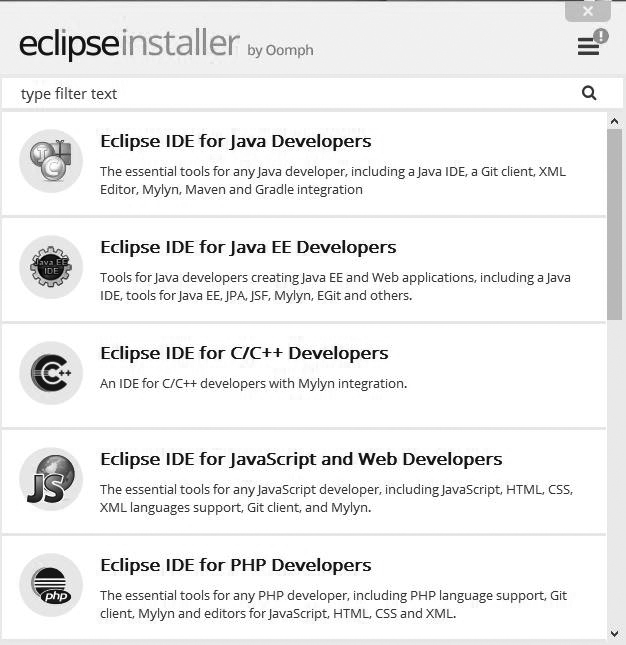 eclipseinstaller by Oomph
!
type filter text
Eclipse IDE for Java Developers
The essential tools for any Java developer, including a Java IDE, a Git client, XML
Editor, Mylyn, Maven and Gradle integration
J
C
Eclipse IDE for Java EE Developers
Tools for Java developers creating Java EE and Web applications, including a Java
IDE, tools for Java EE, JPA, JSF, Mylyn, EGit and others.
Java EE
IDE
Eclipse IDE for C/C++ Developers
An IDE for C/C++ developers with Mylyn integration.
C++
Eclipse IDE for JavaScript and Web Developers
The essential tools for any JavaScript developer, including JavaScript, HTML, CSS,
XML languages support, Git client, and Mylyn.
JS
Eclipse IDE for PHP Developers
The essential tools for any PHP developer, including PHP language support, Git
client, Mylyn and editors for JavaScript, HTML, CSS and XML.
php